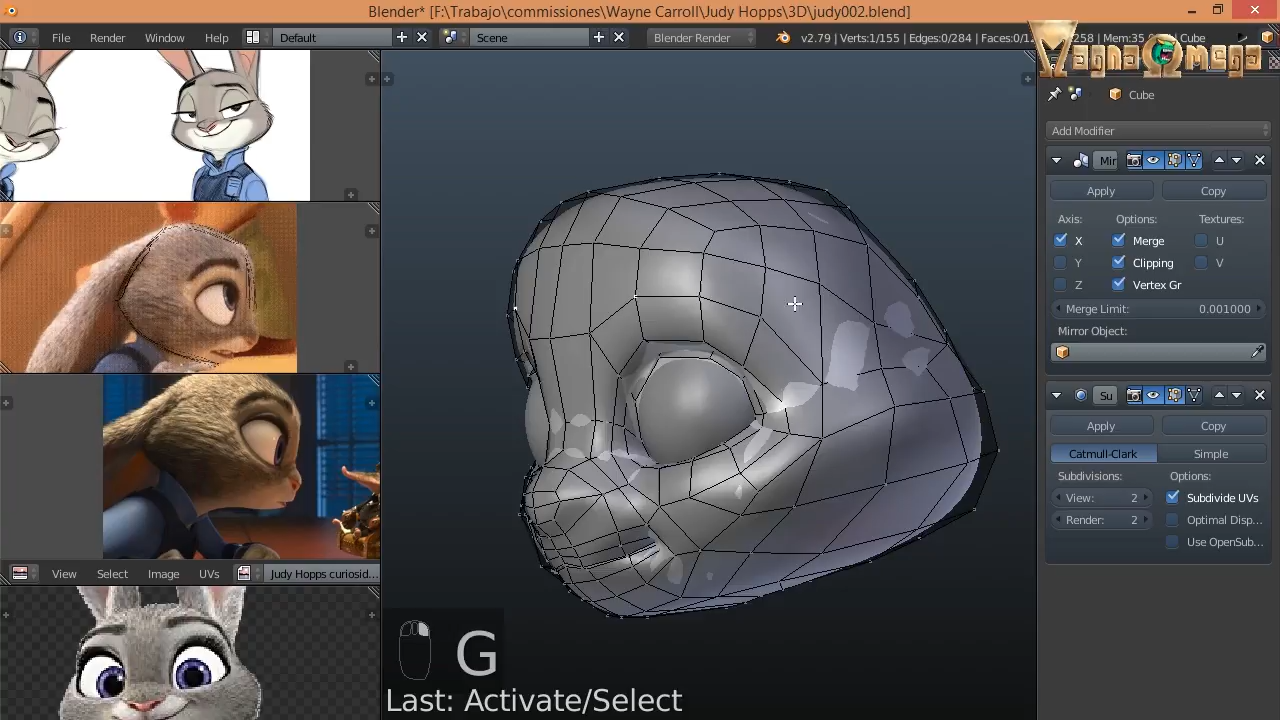 Blender* [F:\Trabajo\commissiones\Wayne Carroll\Judy Hopps\3D\judy002.blend]
File Render Window Help Default Scene Blender Render v2.79 | Verts:1/155 | Edges:0/284 | Faces:0/1 258 | Mem:35 Cube
Magna Omega
Cube
Add Modifier
Mir
Apply Copy
Axis: Options: Textures:
X Merge U
Y Clipping V
Z Vertex Gr
Merge Limit: 0.001000
Mirror Object:
Su
Apply Copy
Catmull-Clark Simple
Subdivisions: Options:
View: 2 Subdivide UVs
Render: 2 Optimal Disp...
Use OpenSub...
View Select Image UVs Judy Hopps curiosid...
G
Last: Activate/Select